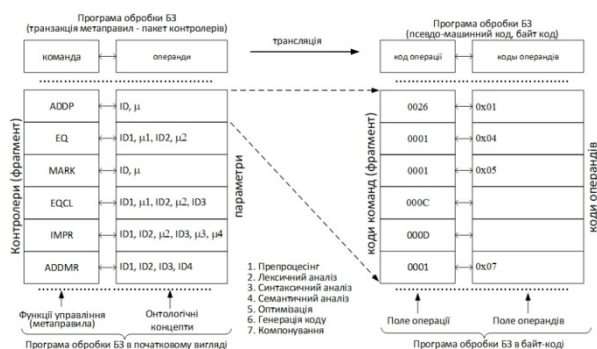 Програма обробки БЗ
(транзакція метаправил - пакет контролерів)
трансляція
Програма обробки БЗ
(псевдо-машинний код, байт код)
команда
операнди
код операції
коды операндів
Контролери (фрагмент)
ADDP
ID, μ
EQ
ID1, μ1, ID2, μ2
MARK
ID, μ
EQCL
ID1, μ1, ID2, μ2, ID3
IMPR
ID1, ID2, μ2, ID3, μ3, μ4
ADDMR
ID1, ID2, ID3, ID4
параметри
1. Препроцесінг
2. Лексичний аналіз
3. Синтаксичний аналіз
4. Семантичний аналіз
5. Оптимізація
6. Генерація коду
7. Компонування
коди команд (фрагмент)
0026
0x01
0001
0x04
0001
0x05
000C
000D
0001
0x07
коди операндів
Функції управління
(метаправила)
Онтологічні
концепти
Поле операції
Поле операндів
Програма обробки БЗ в початковому вигляді
Програма обробки БЗ в байт-коді